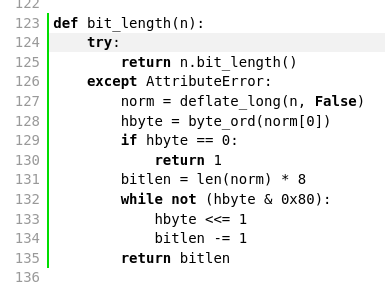 122
123 def bit_length(n):
124     try:
125         return n.bit_length()
126     except AttributeError:
127         norm = deflate_long(n, False)
128         hbyte = byte_ord(norm[0])
129         if hbyte == 0:
130             return 1
131         bitlen = len(norm) * 8
132         while not (hbyte & 0x80):
133             hbyte <<= 1
134             bitlen -= 1
135         return bitlen
136